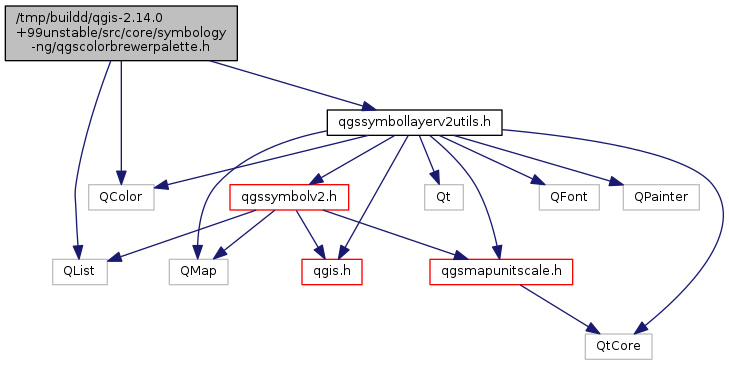 /tmp/buildd/qgis-2.14.0
+99unstable/src/core/symbology
-ng/qgscolorbrewerpalette.h
qgssymbollayerv2utils.h
QColor
qgssymbolv2.h
Qt
QFont
QPainter
QList
QMap
qgis.h
qgsmapunitscale.h
QtCore